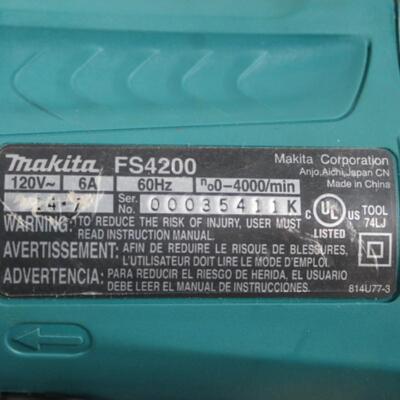 makita FS4200 Makita Corporation
Anjo,Aichi,Japan CN
120V~ 6A 60Hz n₀0–4000/min Made in China
Ser. No. 00035411K
C UL US LISTED TOOL 74LJ
WARNING: TO REDUCE THE RISK OF INJURY, USER MUST
READ INSTRUCTION MANUAL.
AVERTISSEMENT: AFIN DE REDUIRE LE RISQUE DE BLESSURES,
L'UTILISATEUR DOIT LIRE LE MODE D'EMPLOI.
ADVERTENCIA: PARA REDUCIR EL RIESGO DE HERIDA, EL USUARIO
DEBE LEER EL MANUAL DE INSTRUCCIONES. 814U77-3